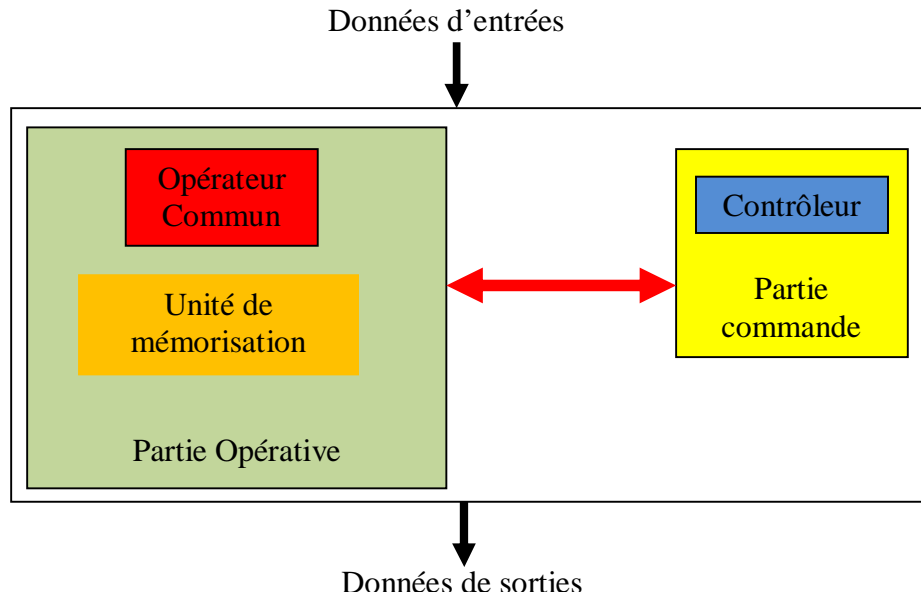 Données d’entrées
Opérateur
Commun
Contrôleur
Unité de
mémorisation
Partie
commande
Partie Opérative
Données de sorties